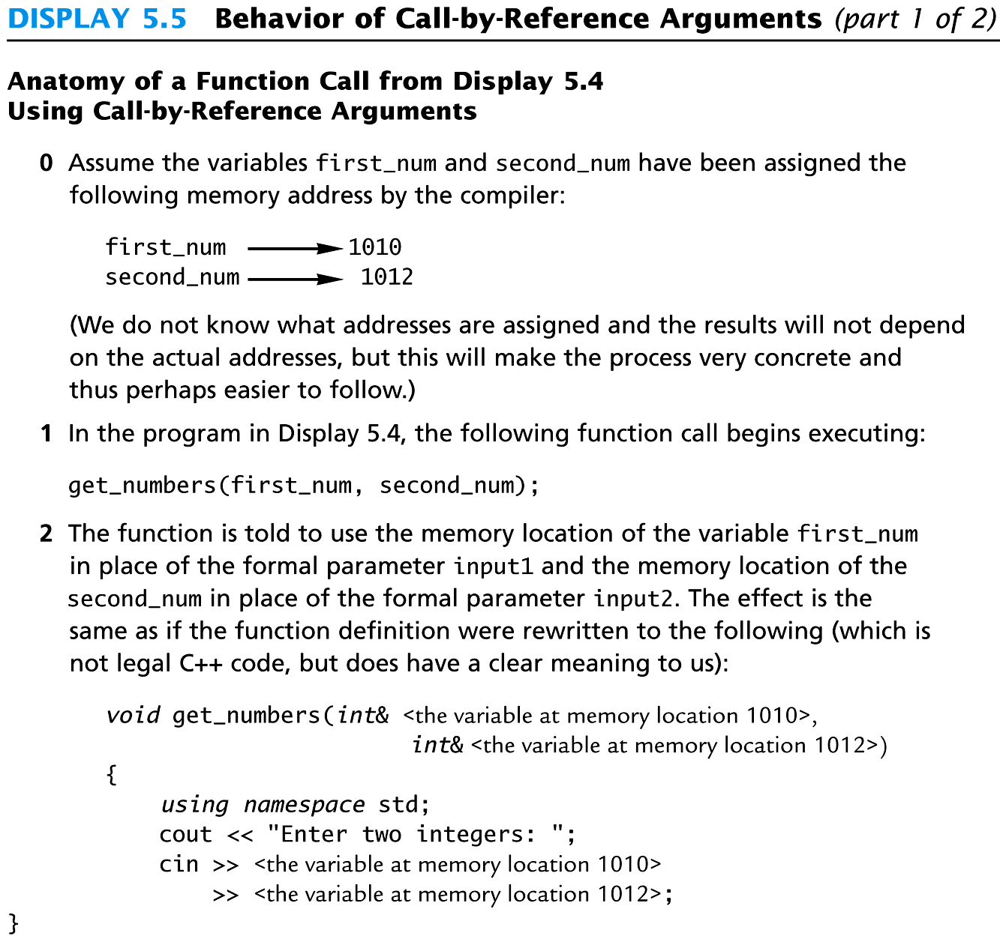 DISPLAY 5.5 Behavior of Call-by-Reference Arguments (part 1 of 2)
Anatomy of a Function Call from Display 5.4
Using Call-by-Reference Arguments
0 Assume the variables first_num and second_num have been assigned the
following memory address by the compiler:
first_num 1010
second_num 1012
(We do not know what addresses are assigned and the results will not depend
on the actual addresses, but this will make the process very concrete and
thus perhaps easier to follow.)
1 In the program in Display 5.4, the following function call begins executing:
get_numbers(first_num, second_num);
2 The function is told to use the memory location of the variable first_num
in place of the formal parameter input1 and the memory location of the
second_num in place of the formal parameter input2. The effect is the
same as if the function definition were rewritten to the following (which is
not legal C++ code, but does have a clear meaning to us):
void get_numbers(int& <the variable at memory location 1010>,
int& <the variable at memory location 1012>)
{
using namespace std;
cout << "Enter two integers: ";
cin >> <the variable at memory location 1010>
>> <the variable at memory location 1012>;
}